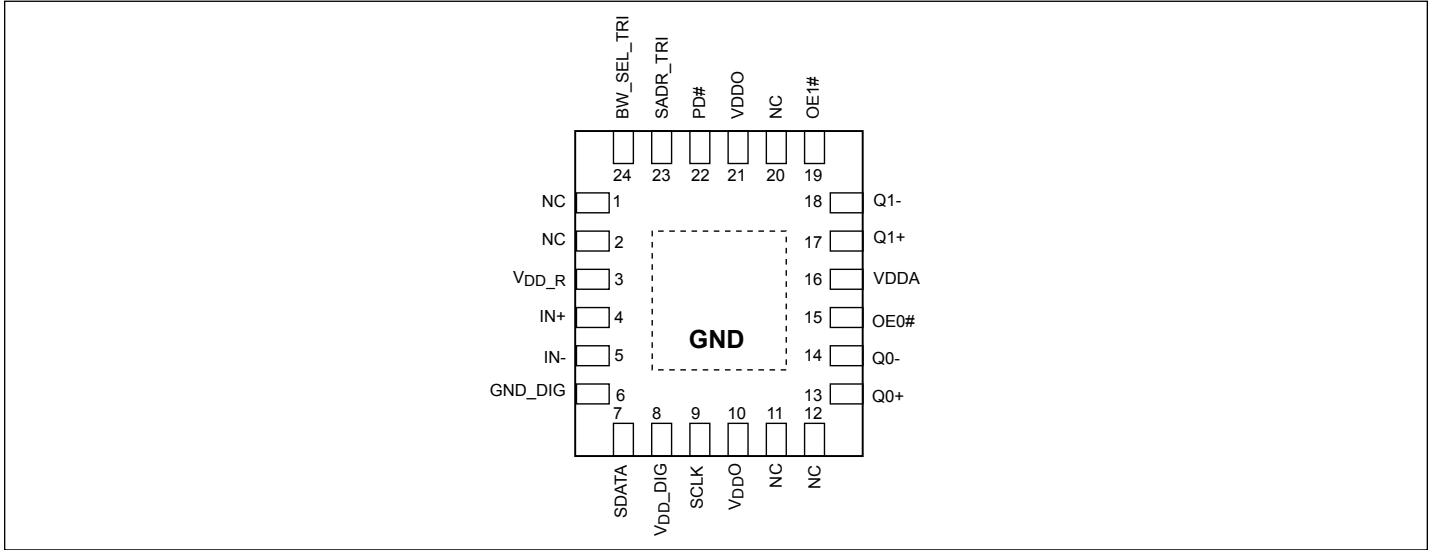 BW_SEL_TRI
SADR_TRI
PD#
VDDO
NC
OE1#
24
23
22
21
20
19
NC 1
NC 2
VDD_R 3
IN+ 4
IN- 5
GND_DIG 6
18 Q1-
17 Q1+
16 VDDA
15 OE0#
14 Q0-
13 Q0+
GND
7
8
9
10
11
12
SDATA
VDD_DIG
SCLK
VDDO
NC
NC